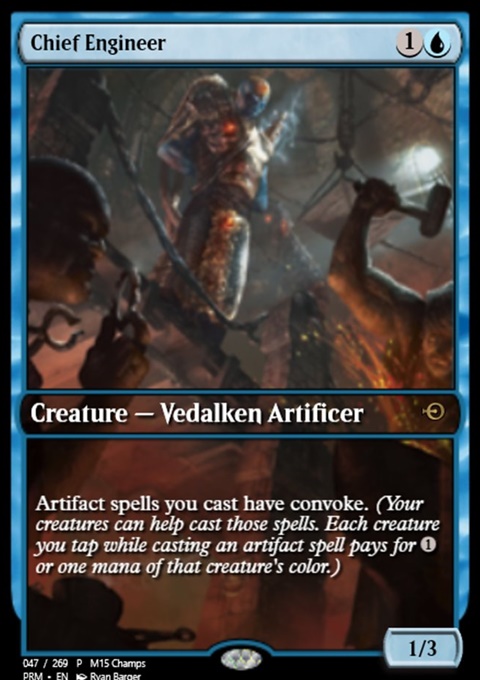 Chief Engineer 1
Creature — Vedalken Artificer
Artifact spells you cast have convoke. (Your
creatures can help cast those spells. Each creature
you tap while casting an artifact spell pays for 1
or one mana of that creature's color.)
1/3
047 / 269 P M15 Champs
PRM • EN Ryan Barger